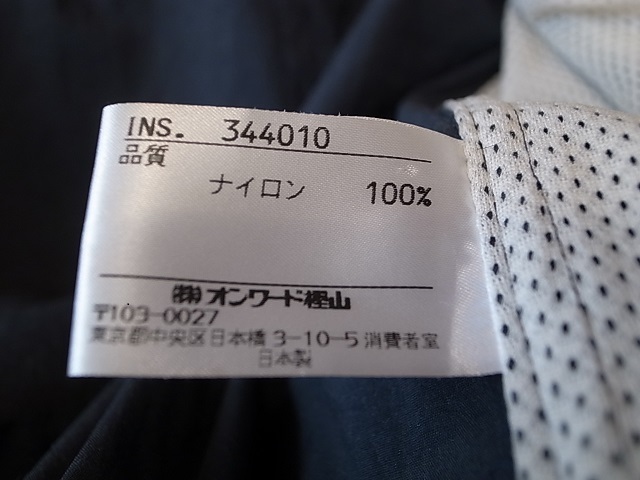 INS. 344010
品質
ナイロン 100%
㈱オンワード樫山
〒103-0027
東京都中央区日本橋3-10-5消費者室
日本製